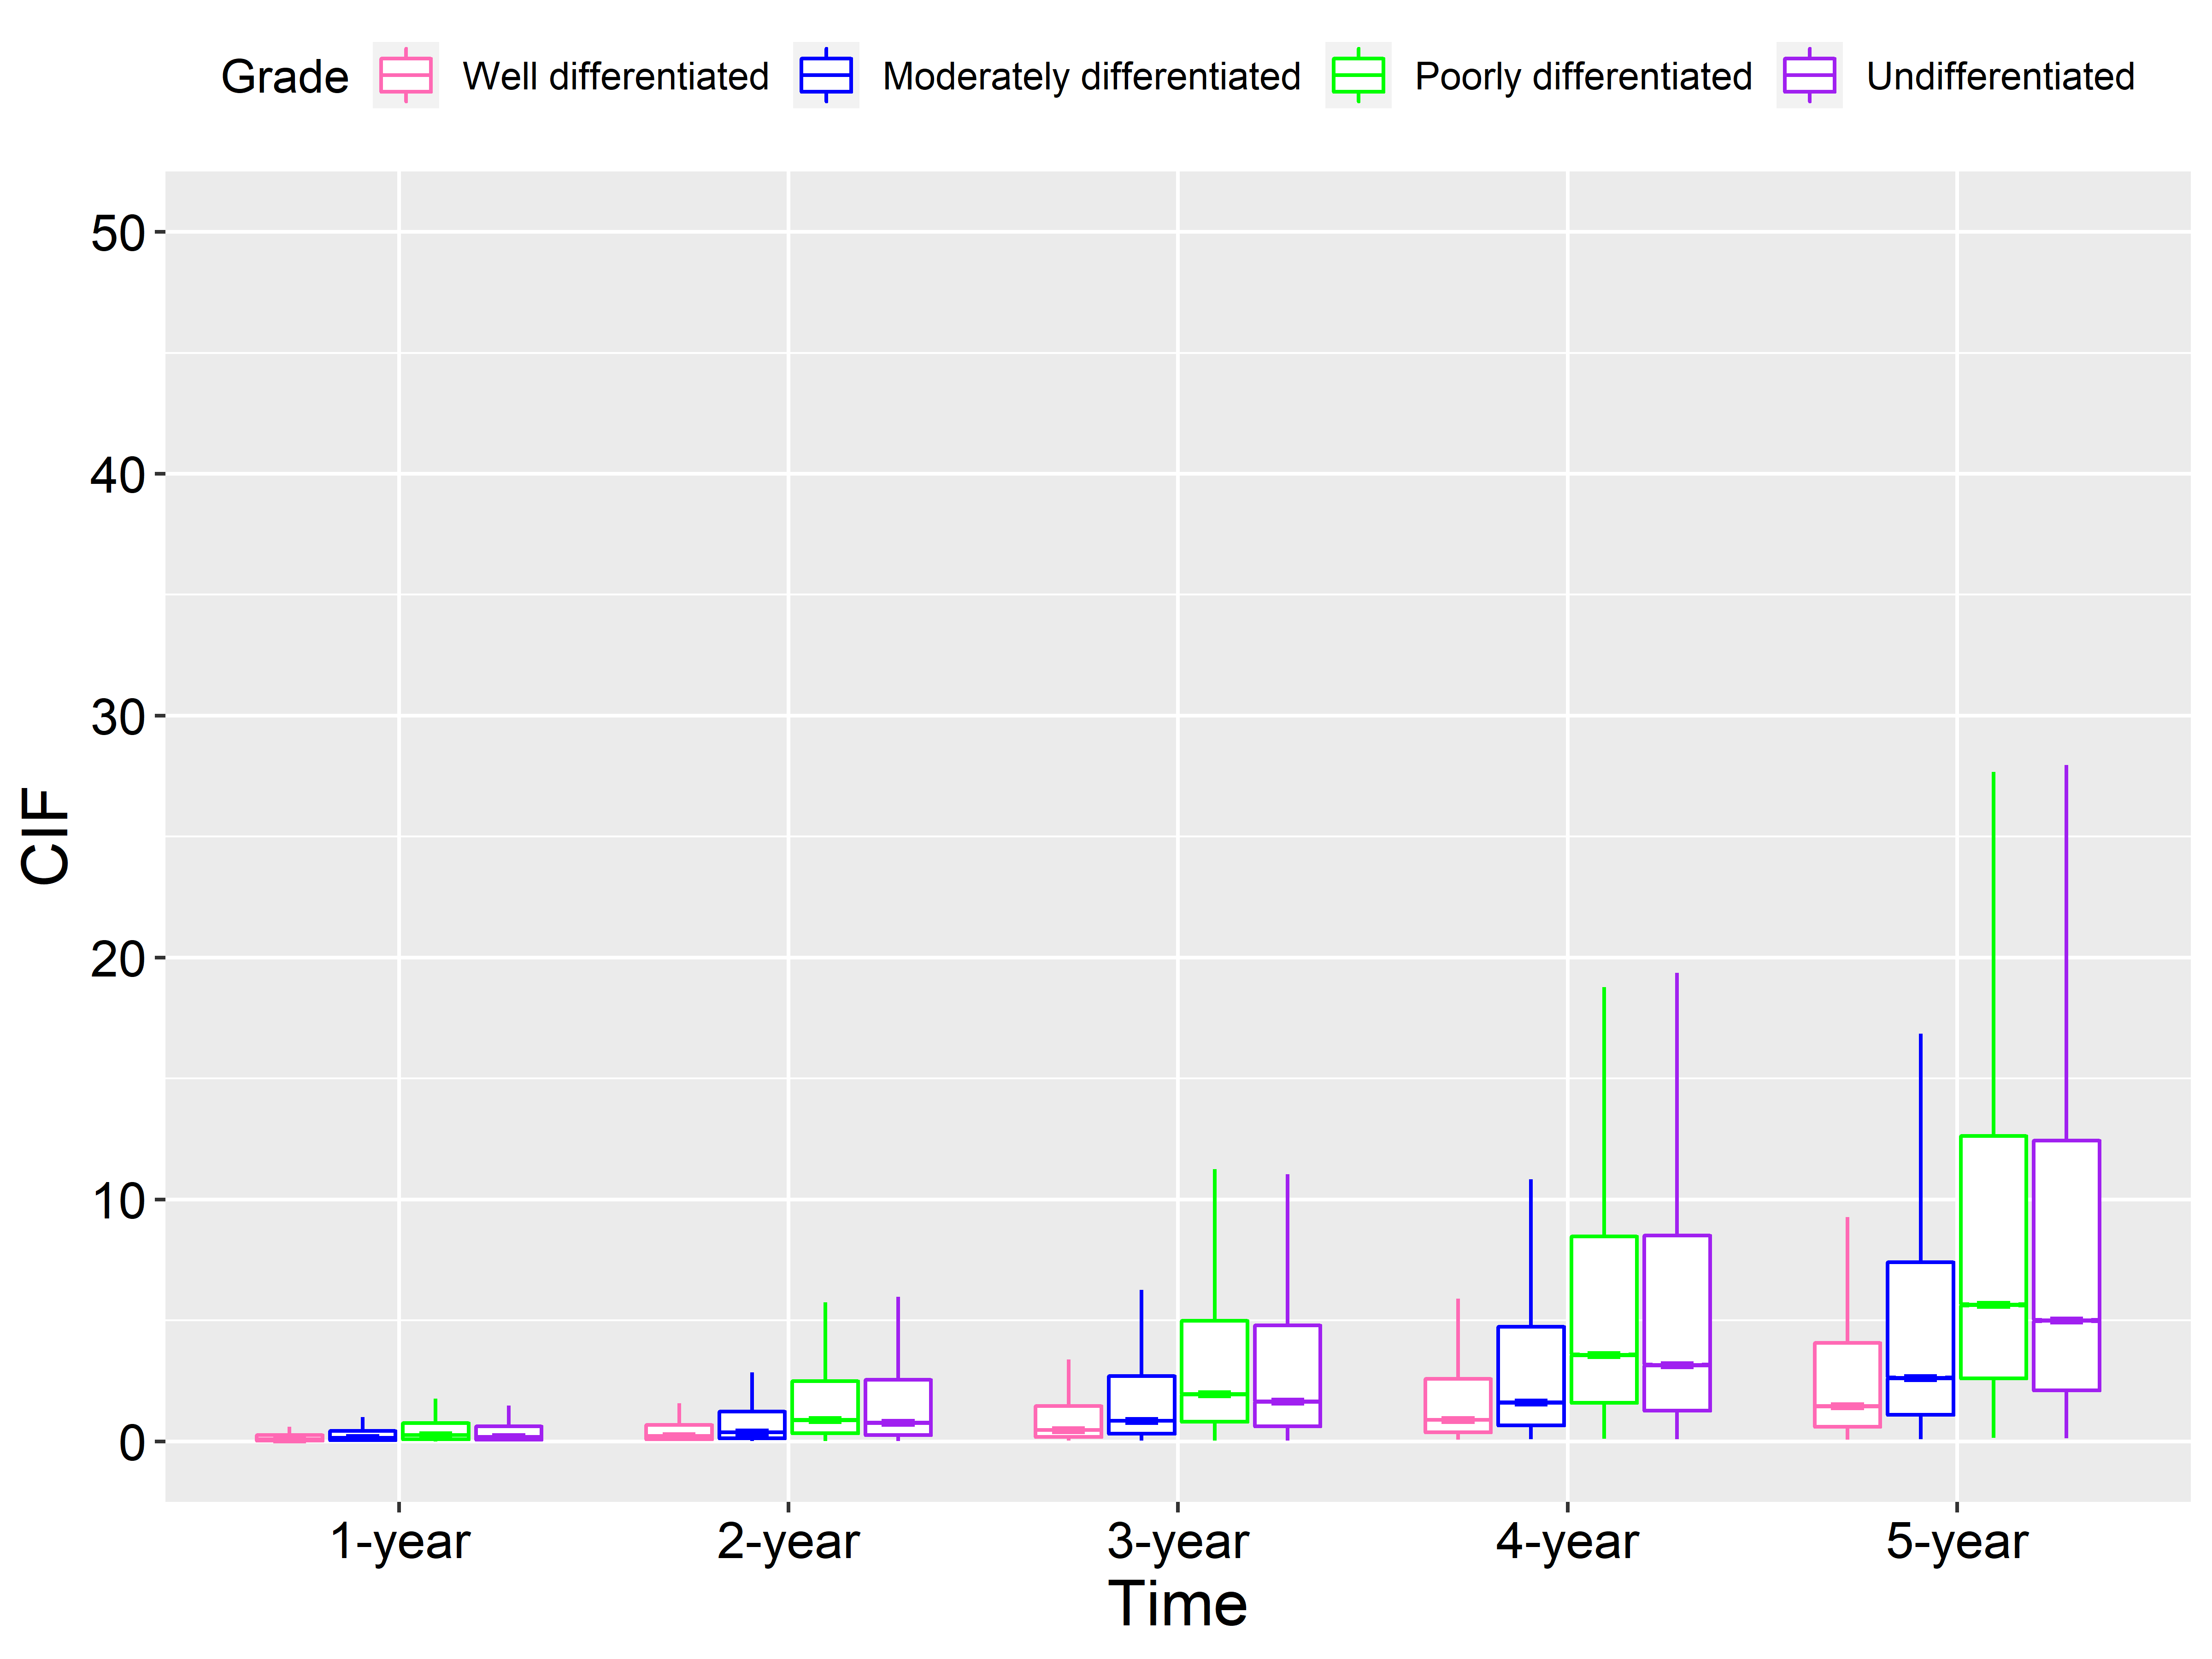 Grade Well differentiated Moderately differentiated Poorly differentiated Undifferentiated
50
40
30
20
10
0
CIF
1-year 2-year 3-year 4-year 5-year
Time